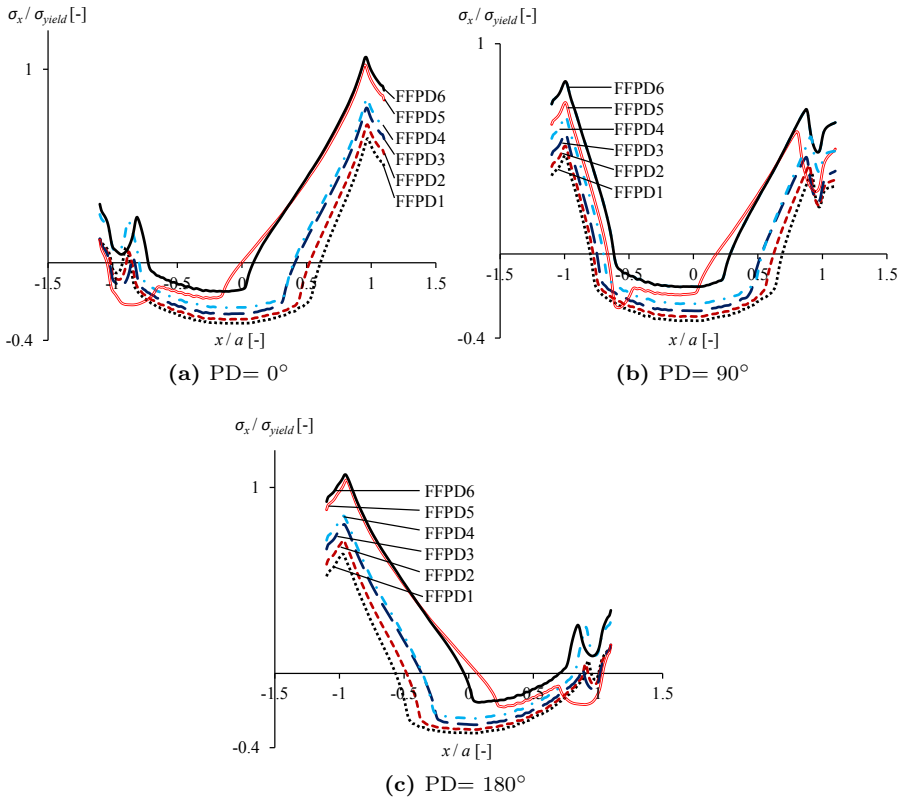 σx / σyield [-]
1
FFPD6
FFPD5
FFPD4
FFPD3
FFPD2
FFPD1
-1.5 -1 -0.5 0 0.5 1 1.5
-0.4
x / a [-]
(a) PD= 0°
σx / σyield [-]
1
FFPD6
FFPD5
FFPD4
FFPD3
FFPD2
FFPD1
-1.5 -1 -0.5 0 0.5 1 1.5
-0.4
x / a [-]
(b) PD= 90°
σx / σyield [-]
1
FFPD6
FFPD5
FFPD4
FFPD3
FFPD2
FFPD1
-1.5 -1 -0.5 0 0.5 1 1.5
-0.4
x / a [-]
(c) PD= 180°